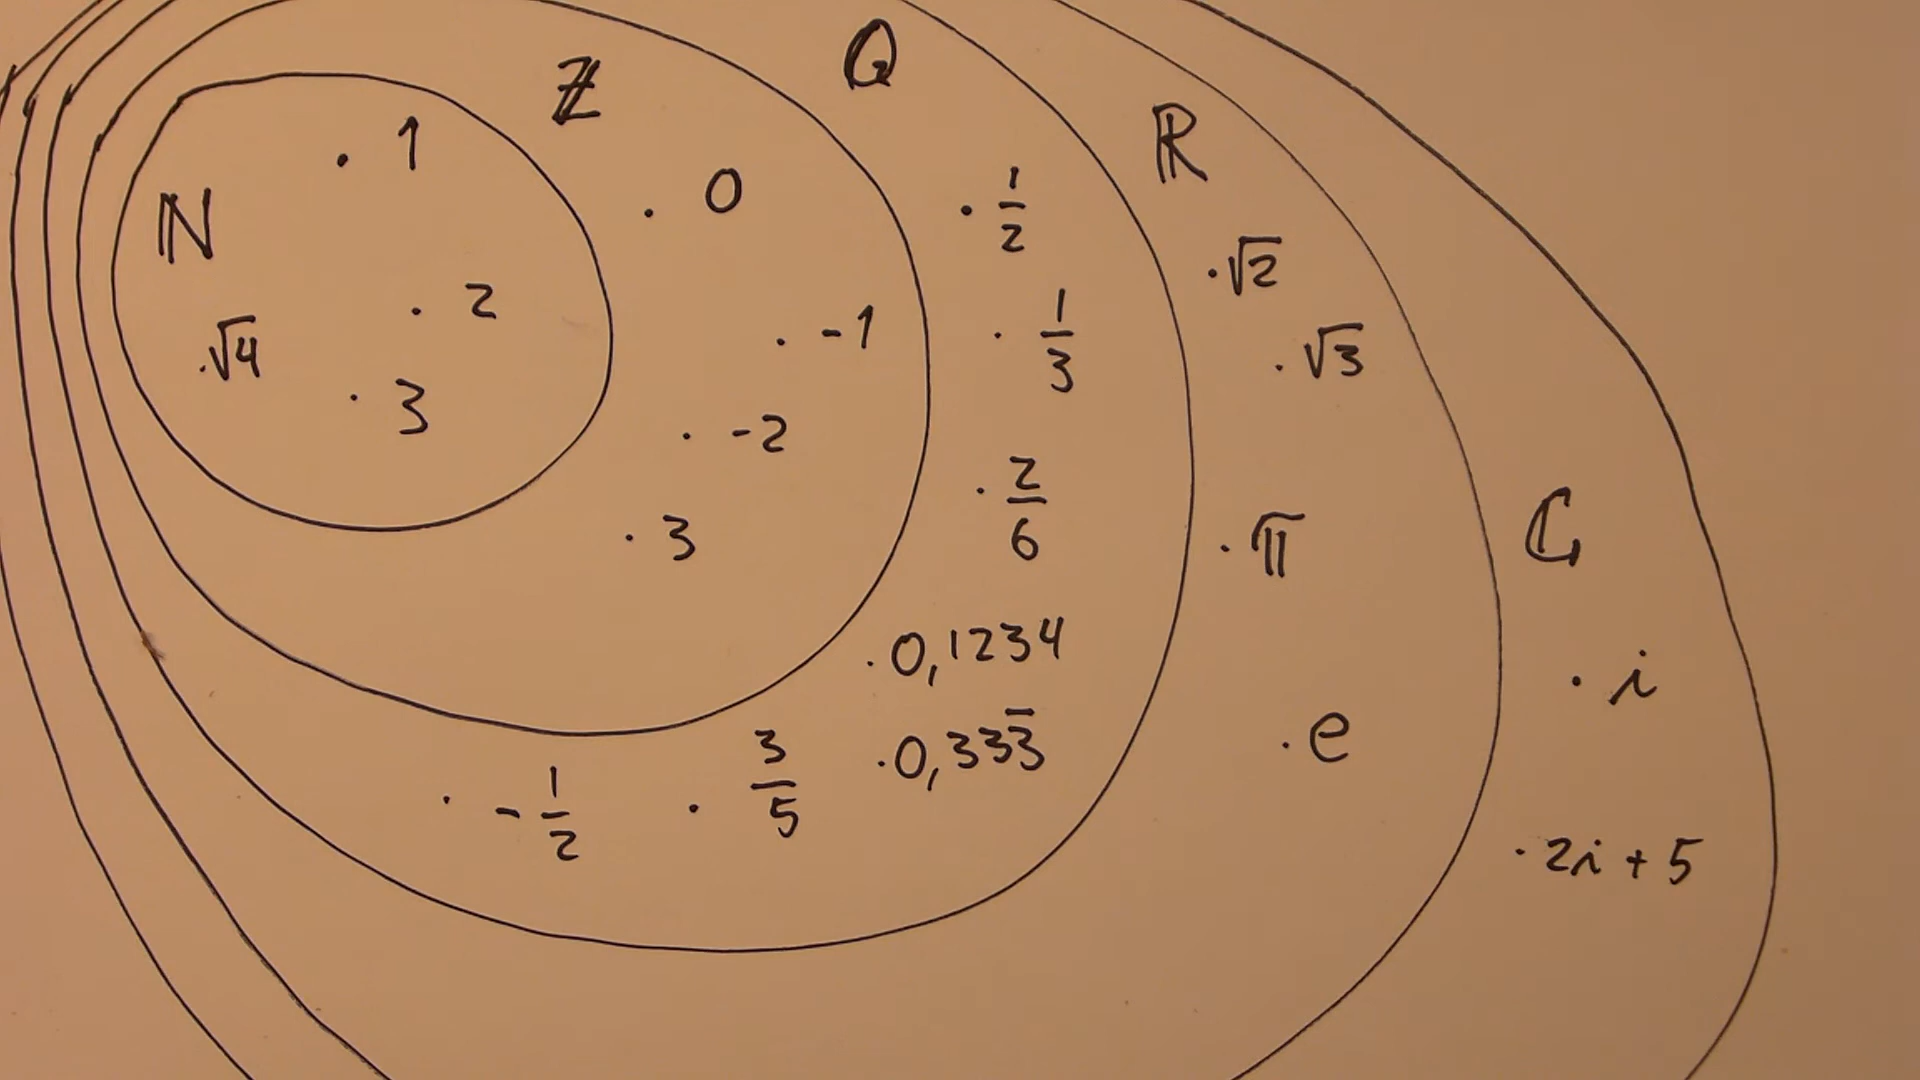 ℕ
. 1
. 2
. √4
. 3
ℤ
. 0
. -1
. -2
. 3
ℚ
. 1/2
. 1/3
. 2/6
. 0,1234
. 0,333̅
. 3/5
. -1/2
ℝ
. √2
. √3
. π
. e
ℂ
. i
. 2i + 5